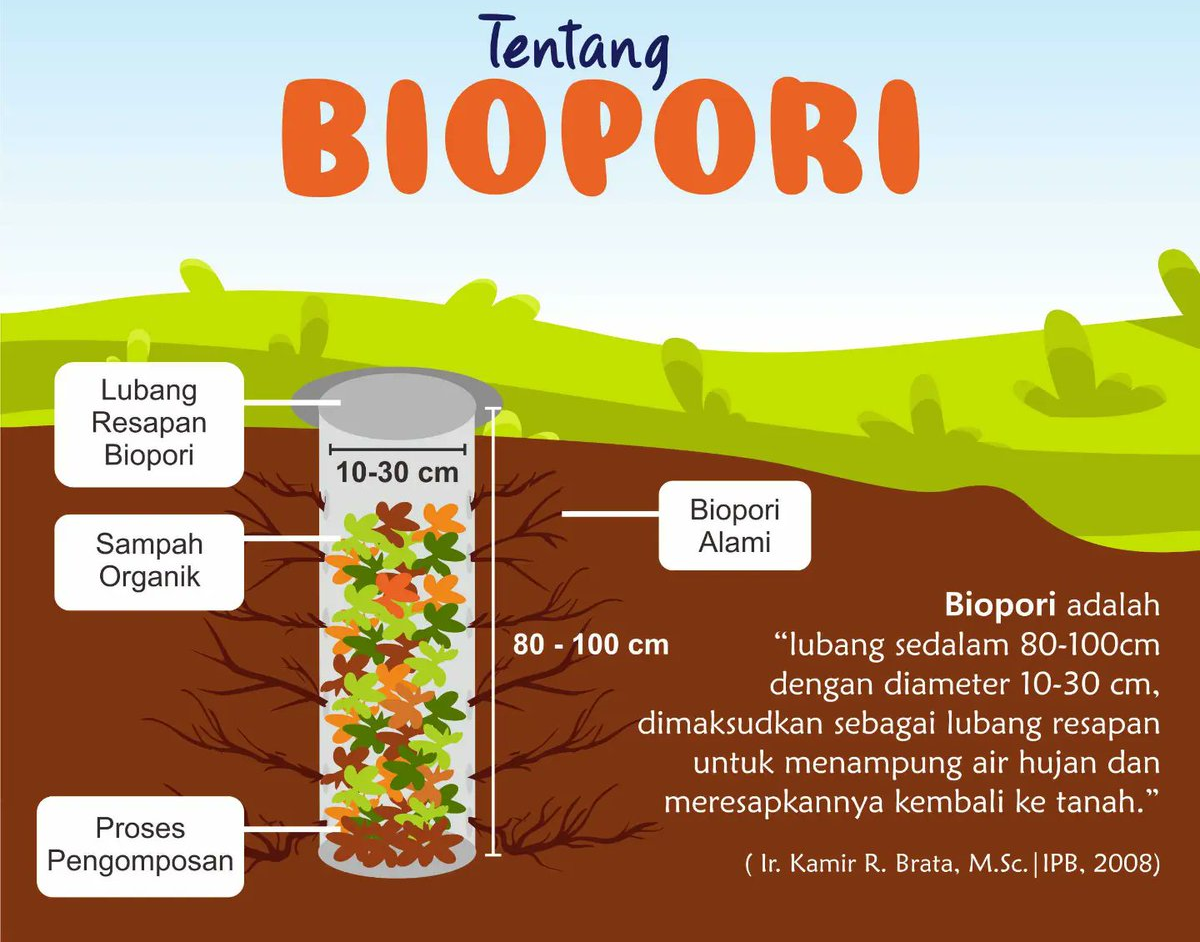 Tentang
BIOPORI
Lubang
Resapan
Biopori
10-30 cm
Sampah
Organik
Biopori
Alami
80 - 100 cm
Proses
Pengomposan
Biopori adalah
“lubang sedalam 80-100cm
dengan diameter 10-30 cm,
dimaksudkan sebagai lubang resapan
untuk menampung air hujan dan
meresapkannya kembali ke tanah.”
( Ir. Kamir R. Brata, M.Sc.|IPB, 2008)